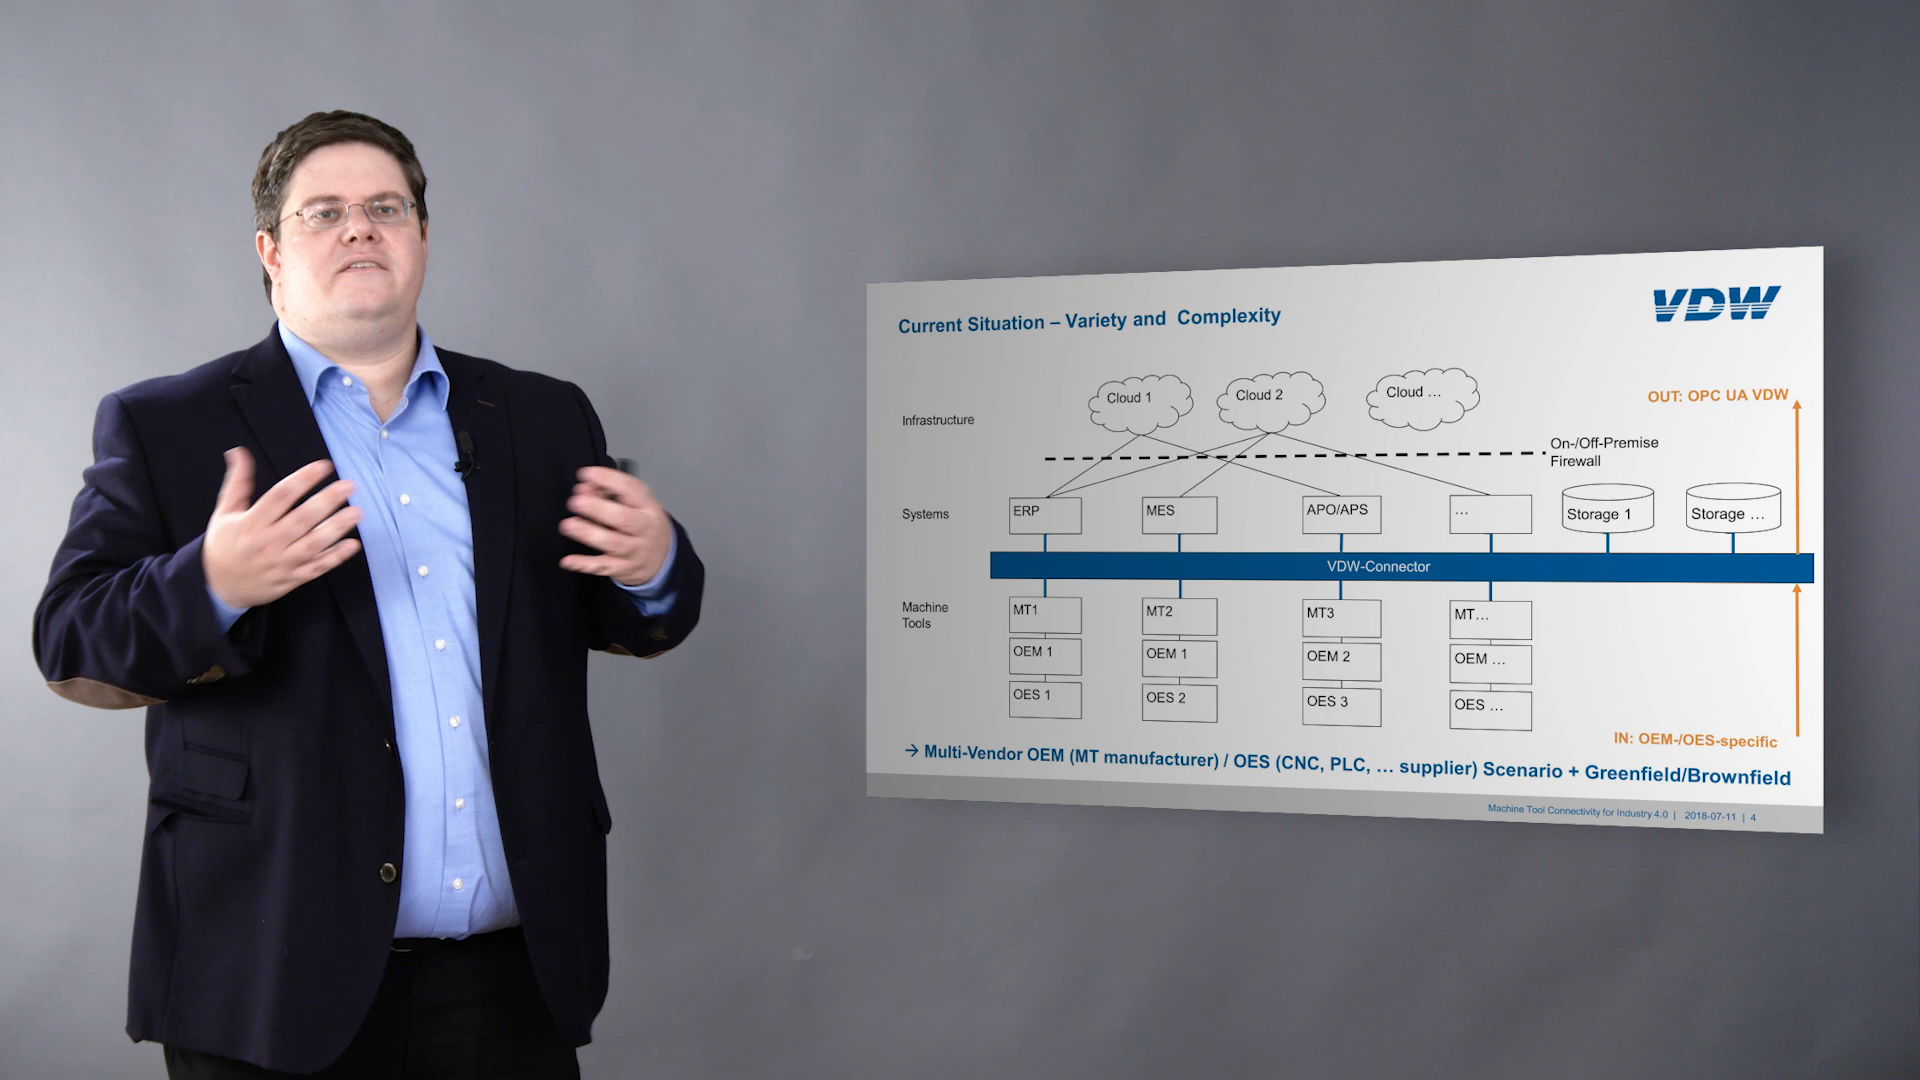 VDW
Current Situation – Variety and Complexity
Cloud 1
Cloud 2
Cloud ...
OUT: OPC UA VDW
Infrastructure
On-/Off-Premise
Firewall
Systems
ERP
MES
APO/APS
...
Storage 1
Storage ...
VDW-Connector
Machine
Tools
MT1
MT2
MT3
MT...
OEM 1
OEM 1
OEM 2
OEM ...
OES 1
OES 2
OES 3
OES ...
IN: OEM-/OES-specific
→ Multi-Vendor OEM (MT manufacturer) / OES (CNC, PLC, ... supplier) Scenario + Greenfield/Brownfield
Machine Tool Connectivity for Industry 4.0 | 2018-07-11 | 4